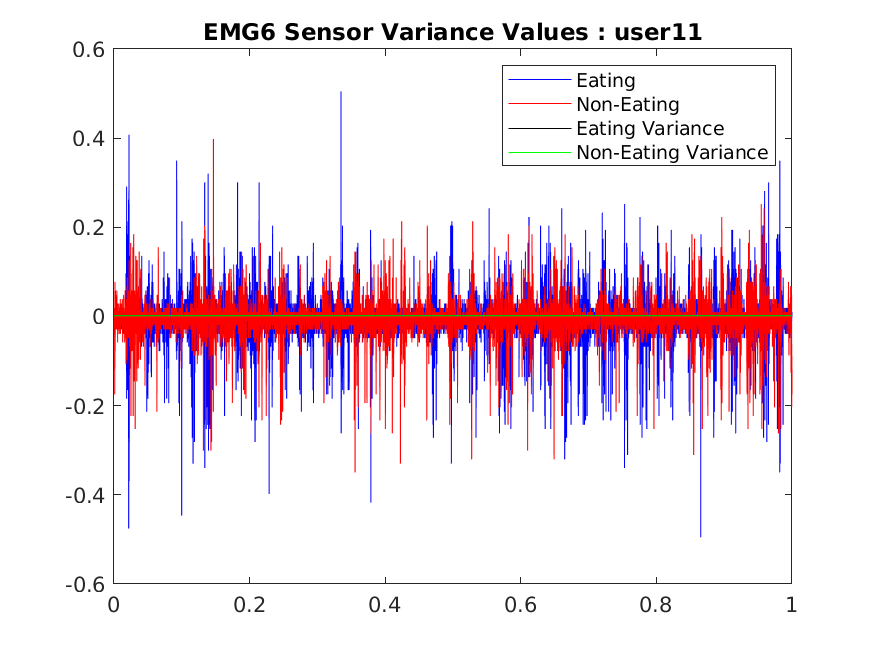 EMG6 Sensor Variance Values : user11
0.6
Eating
Non-Eating
Eating Variance
Non-Eating Variance
0.4
0.2
0
-0.2
-0.4
-0.6
0 0.2 0.4 0.6 0.8 1